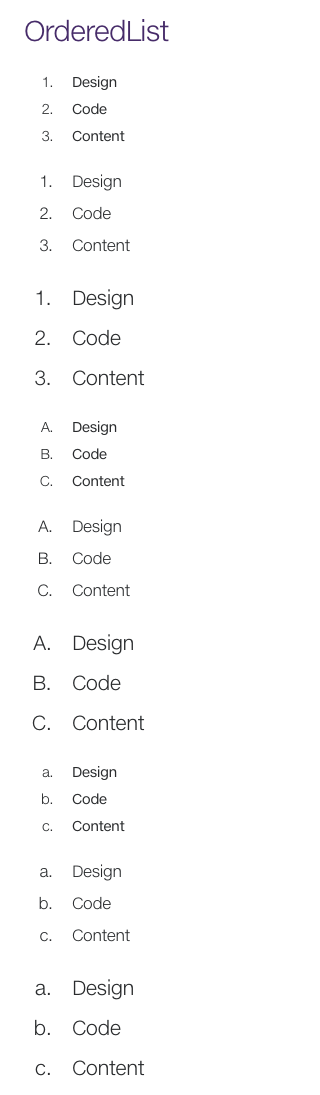 OrderedList
1. Design
2. Code
3. Content
1. Design
2. Code
3. Content
1. Design
2. Code
3. Content
A. Design
B. Code
C. Content
A. Design
B. Code
C. Content
A. Design
B. Code
C. Content
a. Design
b. Code
c. Content
a. Design
b. Code
c. Content
a. Design
b. Code
c. Content